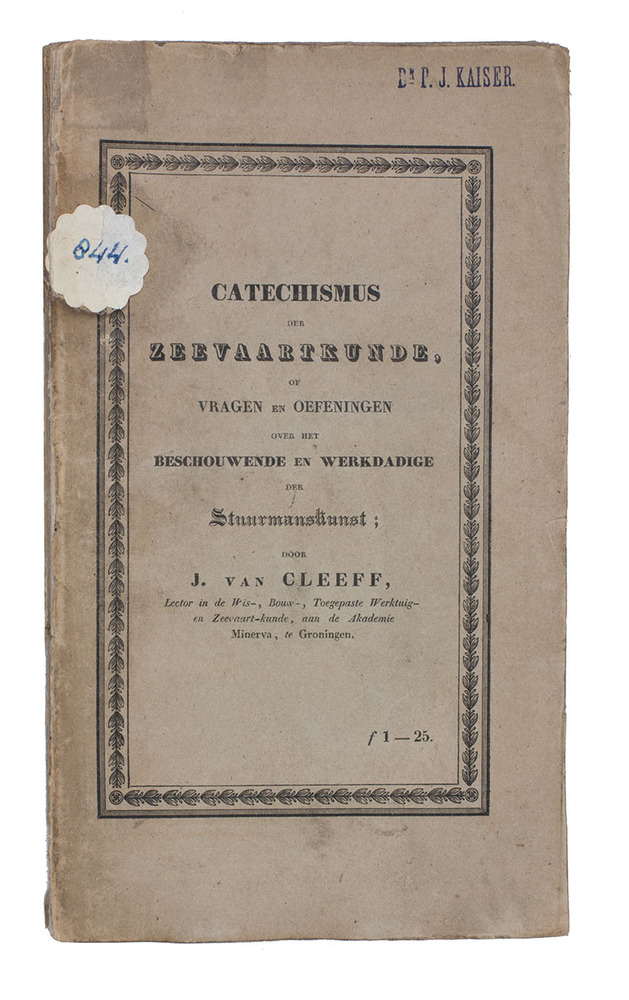 Dr P. J. KAISER.
844.
CATECHISMUS
DER
ZEEVAARTKUNDE,
OF
VRAGEN EN OEFENINGEN
OVER HET
BESCHOUWENDE EN WERKDADIGE
DER
Stuurmanskunst;
DOOR
J. VAN CLEEFF,
Lector in de Wis-, Bouw-, Toegepaste Werktuig-
en Zeevaart-kunde, aan de Akademie
Minerva, te Groningen.
f 1 — 25.